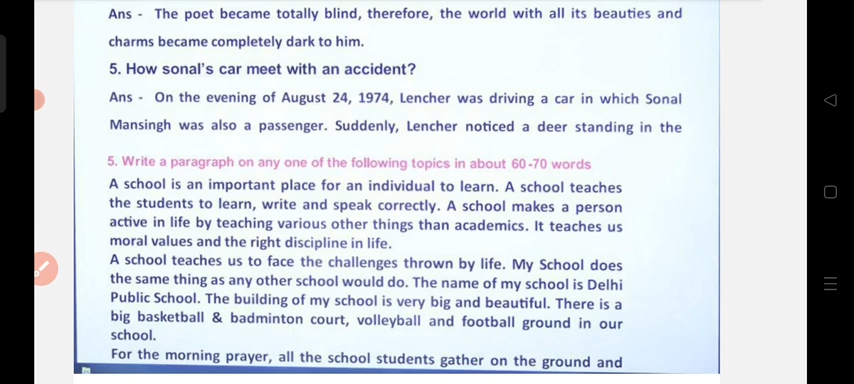 Ans - The poet became totally blind, therefore, the world with all its beauties and
charms became completely dark to him.
5. How sonal's car meet with an accident?
Ans - On the evening of August 24, 1974, Lencher was driving a car in which Sonal
Mansingh was also a passenger. Suddenly, Lencher noticed a deer standing in the
5. Write a paragraph on any one of the following topics in about 60-70 words
A school is an important place for an individual to learn. A school teaches
the students to learn, write and speak correctly. A school makes a person
active in life by teaching various other things than academics. It teaches us
moral values and the right discipline in life.
A school teaches us to face the challenges thrown by life. My School does
the same thing as any other school would do. The name of my school is Delhi
Public School. The building of my school is very big and beautiful. There is a
big basketball & badminton court, volleyball and football ground in our
school.
For the morning prayer, all the school students gather on the ground and